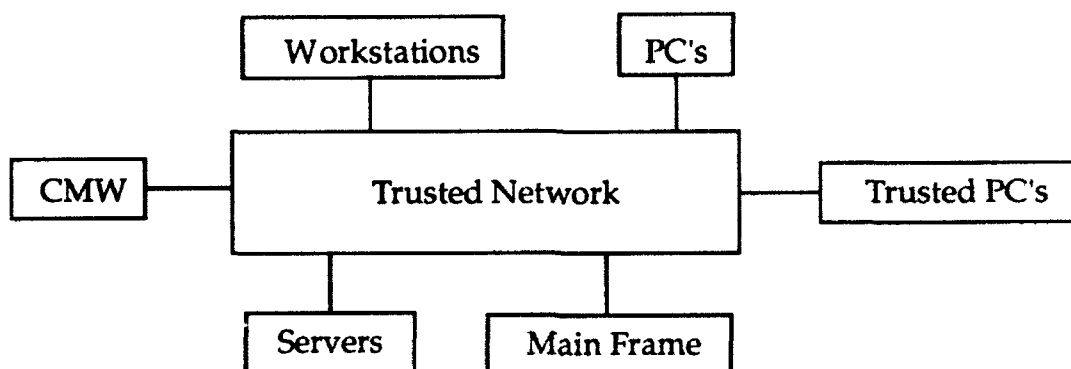 Workstations
PC's
CMW
Trusted Network
Trusted PC's
Servers
Main Frame